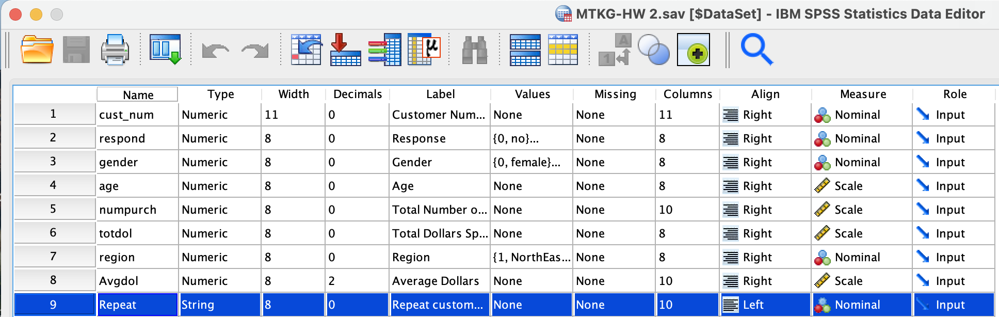 MTKG-HW 2.sav [$DataSet] - IBM SPSS Statistics Data Editor
A
1
μ
Name Type Width Decimals Label Values Missing Columns Align Measure Role
1 cust_num Numeric 11 0 Customer Num... None None 11 Right Nominal Input
2 respond Numeric 8 0 Response {0, no}... None 8 Right Nominal Input
3 gender Numeric 8 0 Gender {0, female}... None 8 Right Nominal Input
4 age Numeric 8 0 Age None None 8 Right Scale Input
5 numpurch Numeric 8 0 Total Number o... None None 10 Right Scale Input
6 totdol Numeric 8 0 Total Dollars Sp... None None 8 Right Scale Input
7 region Numeric 8 0 Region {1, NorthEas... None 8 Right Nominal Input
8 Avgdol Numeric 8 2 Average Dollars None None 10 Right Scale Input
9 Repeat String 8 0 Repeat custom... None None 10 Left Nominal Input